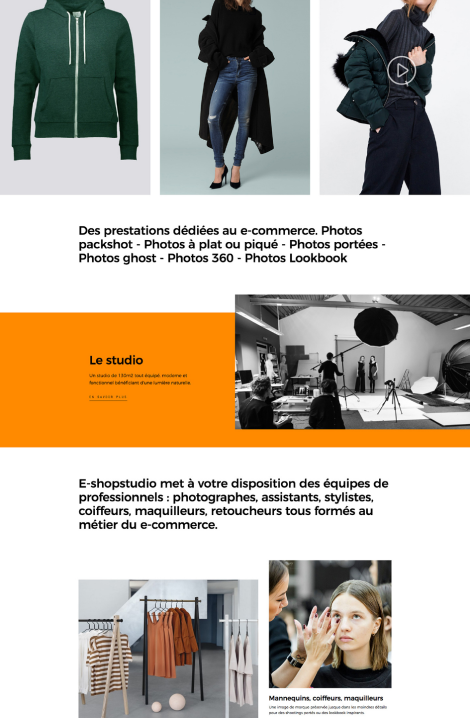 Des prestations dédiées au e-commerce. Photos
packshot - Photos à plat ou piqué - Photos portées -
Photos ghost - Photos 360 - Photos Lookbook
Le studio
Un studio de 130m2 tout équipé, moderne et
fonctionnel bénéficiant d'une lumière naturelle.
EN SAVOIR PLUS
E-shopstudio met à votre disposition des équipes de
professionnels : photographes, assistants, stylistes,
coiffeurs, maquilleurs, retoucheurs tous formés au
métier du e-commerce.
Mannequins, coiffeurs, maquilleurs
Une image de marque préservée jusque dans les moindres détails
pour des shootings portés ou des lookbook inspirants.